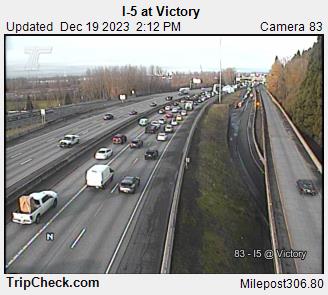 I-5 at Victory
Updated Dec 19 2023 2:12 PM Camera 83
N
83 - I5 @ Victory
TripCheck.com Milepost306.80